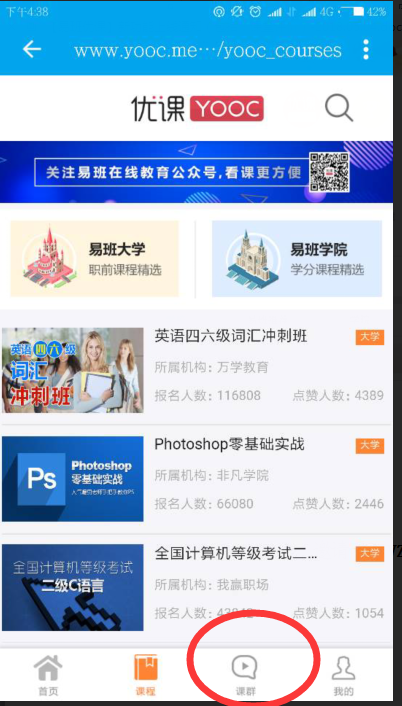 下午4:38
4G 42%
www.yooc.me…/yooc_courses
优课 YOOC
关注易班在线教育公众号,看课更方便
易班大学
职前课程精选
易班学院
学分课程精选
英语四六级
词汇
冲刺班
英语四六级词汇冲刺班
大学
所属机构: 万学教育
报名人数: 116808 点赞人数: 4389
Ps
Photoshop
零基础实战
Photoshop零基础实战
大学
所属机构: 非凡学院
报名人数: 66080 点赞人数: 2446
全国计算机等级考试
二级C语言
全国计算机等级考试二...
大学
所属机构: 我赢职场
报名人数: 点赞人数: 1054
首页
课程
课群
我的